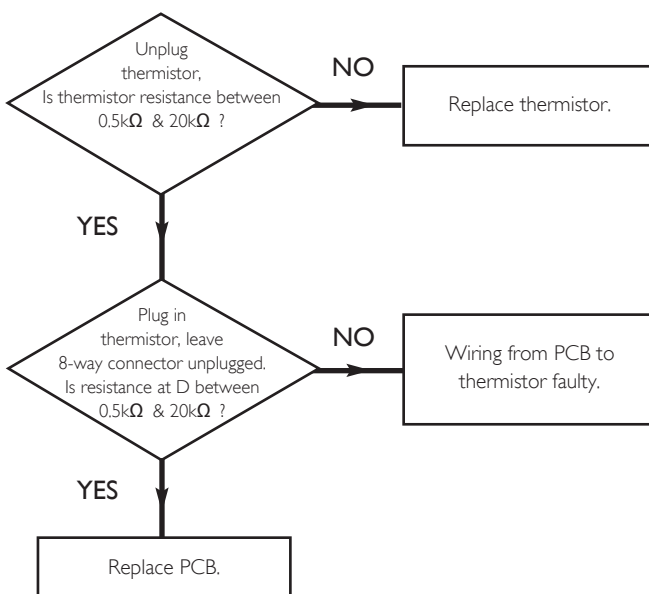 Unplug
thermistor,
Is thermistor resistance between
0.5kΩ & 20kΩ ?
NO
Replace thermistor.
YES
Plug in
thermistor, leave
8-way connector unplugged.
Is resistance at D between
0.5kΩ & 20kΩ ?
NO
Wiring from PCB to
thermistor faulty.
YES
Replace PCB.